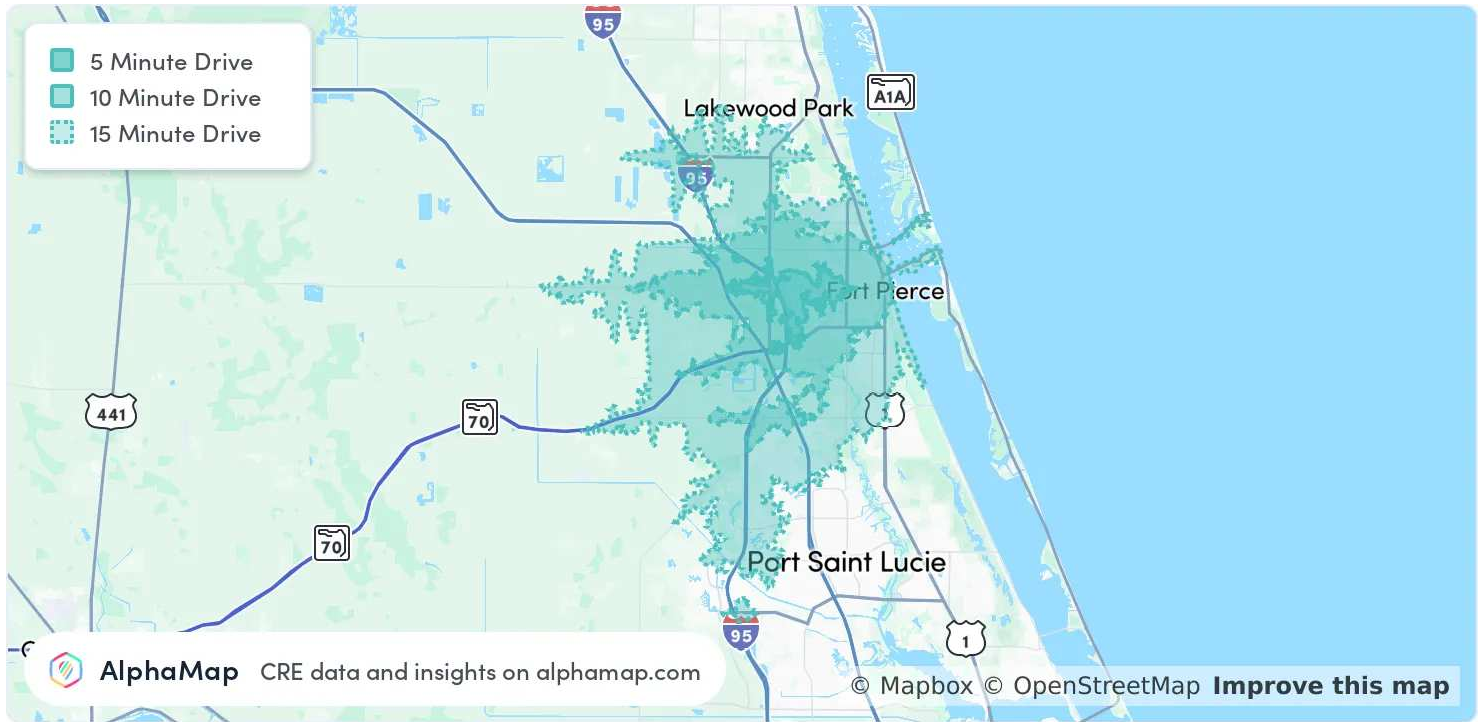 95
5 Minute Drive
10 Minute Drive
15 Minute Drive
A1A
Lakewood Park
95
Fort Pierce
441
70
1
70
Port Saint Lucie
95
1
AlphaMap CRE data and insights on alphamap.com
© Mapbox © OpenStreetMap Improve this map